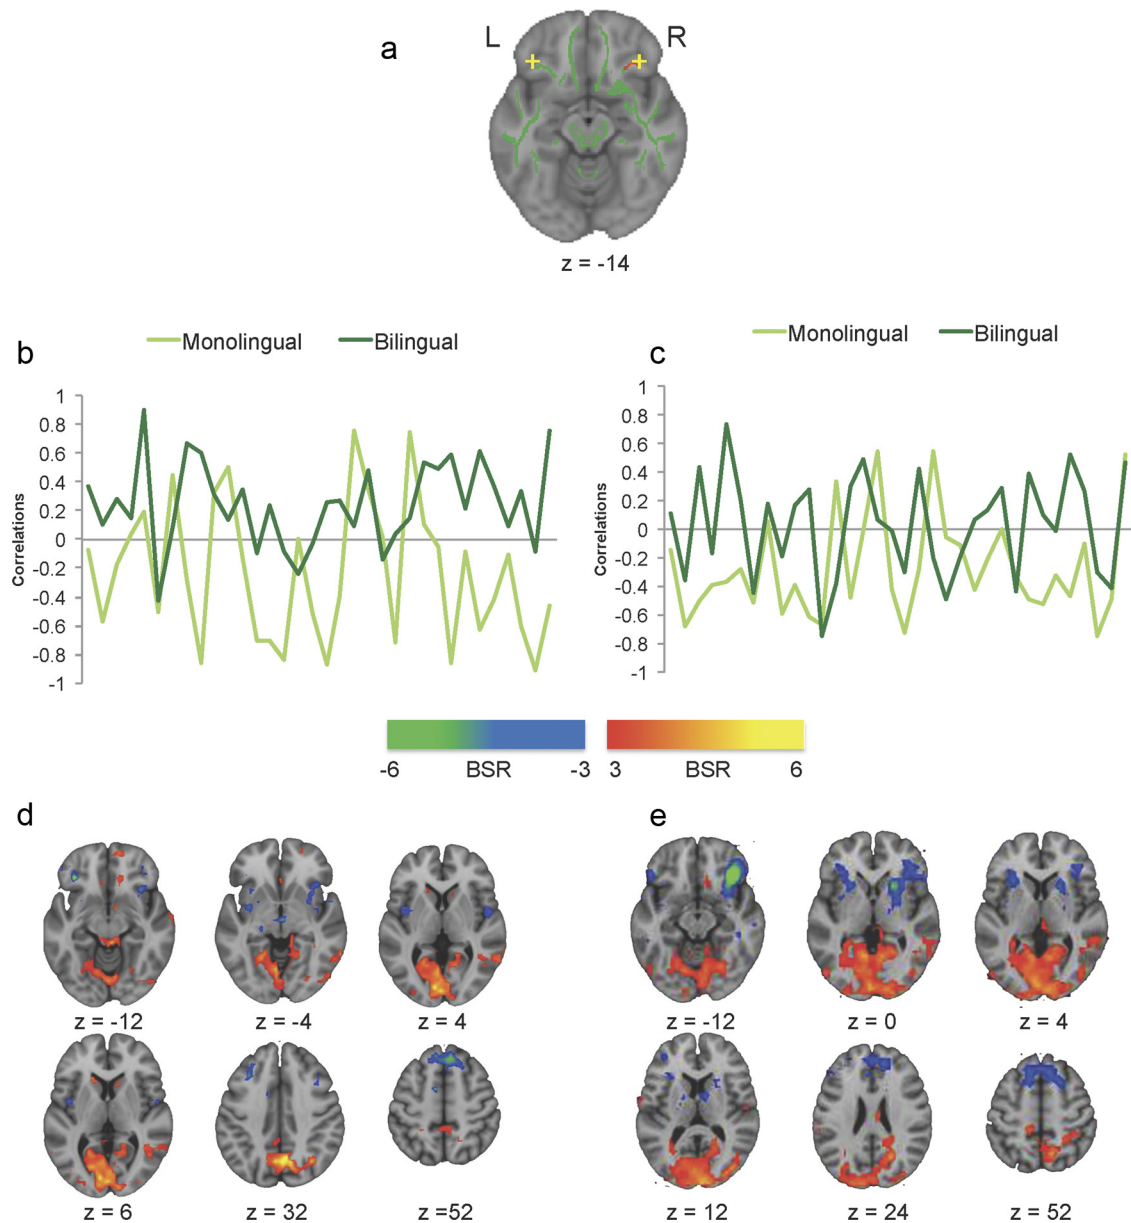 a
L
R
z = -14
b
Monolingual
Bilingual
c
Monolingual
Bilingual
Correlations
1
0.8
0.6
0.4
0.2
0
-0.2
-0.4
-0.6
-0.8
-1
Correlations
1
0.8
0.6
0.4
0.2
0
-0.2
-0.4
-0.6
-0.8
-1
-6 BSR -3
3 BSR 6
d
z = -12
z = -4
z = 4
z = 6
z = 32
z =52
e
z = -12
z = 0
z = 4
z = 12
z = 24
z = 52